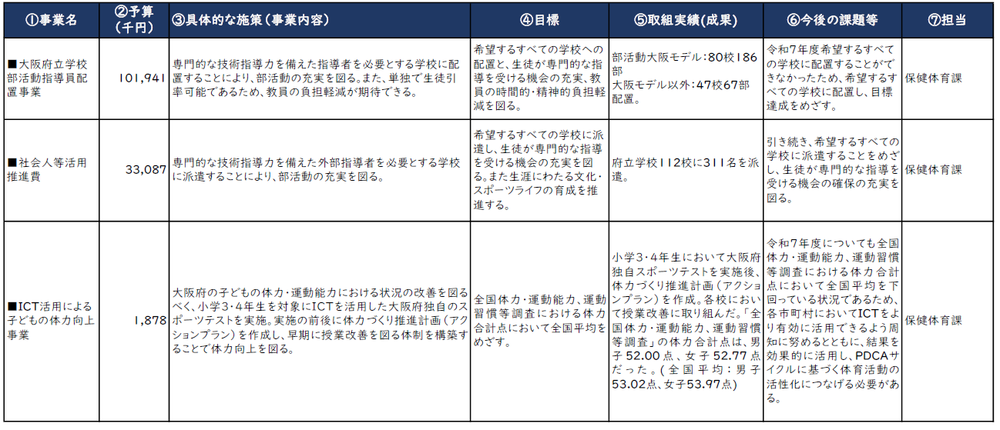 ①事業名
②予算
（千円）
③具体的な施策（事業内容）
④目標
⑤取組実績(成果)
⑥今後の課題等
⑦担当
■大阪府立学校
部活動指導員配
置事業
101,941
専門的な技術指導力を備えた指導者を必要とする学校に配
置することにより、部活動の充実を図る。また、単独で生徒引
率可能であるため、教員の負担軽減が期待できる。
希望するすべての学校への
配置と、生徒が専門的な指
導を受ける機会の充実、教
員の時間的・精神的負担軽
減を図る。
部活動大阪モデル：80校186
部
大阪モデル以外：47校67部
配置。
令和7年度希望するすべて
の学校に配置することがで
きなかったため、希望するす
べての学校に配置し、目標
達成をめざす。
保健体育課
■社会人等活用
推進費
33,087
専門的な技術指導力を備えた外部指導者を必要とする学校
に派遣することにより、部活動の充実を図る。
希望するすべての学校に派
遣し、生徒が専門的な指導
を受ける機会の充実を図
る。また生涯にわたる文化・
スポーツライフの育成を推
進する。
府立学校112校に311名を派
遣。
引き続き、希望するすべての
学校に派遣することをめざ
し、生徒が専門的な指導を
受ける機会の確保の充実を
図る。
保健体育課
■ICT活用による
子どもの体力向上
事業
1,878
大阪府の子どもの体力・運動能力における状況の改善を図る
べく、小学3・4年生を対象にICTを活用した大阪府独自のス
ポーツテストを実施。実施の前後に体力づくり推進計画（アク
ションプラン）を作成し、早期に授業改善を図る体制を構築す
ることで体力向上を図る。
全国体力・運動能力、運動
習慣等調査における体力
合計点において全国平均を
めざす。
小学3・4年生において大阪府
独自スポーツテストを実施後、
体力づくり推進計画（アクショ
ンプラン）を作成。各校におい
て授業改善に取り組んだ。「全
国体力・運動能力、運動習慣
等調査」の体力合計点は、男
子52.00点、女子52.77点
だった。(全国平均：男子
53.02点、女子53.97点)
令和7年度についても全国
体力・運動能力、運動習慣
等調査における体力合計
点において全国平均を下
回っている状況であるため、
各市町村においてICTをよ
り有効に活用できるよう周
知に努めるとともに、結果を
効果的に活用し、PDCAサ
イクルに基づく体育活動の
活性化につなげる必要があ
る。
保健体育課